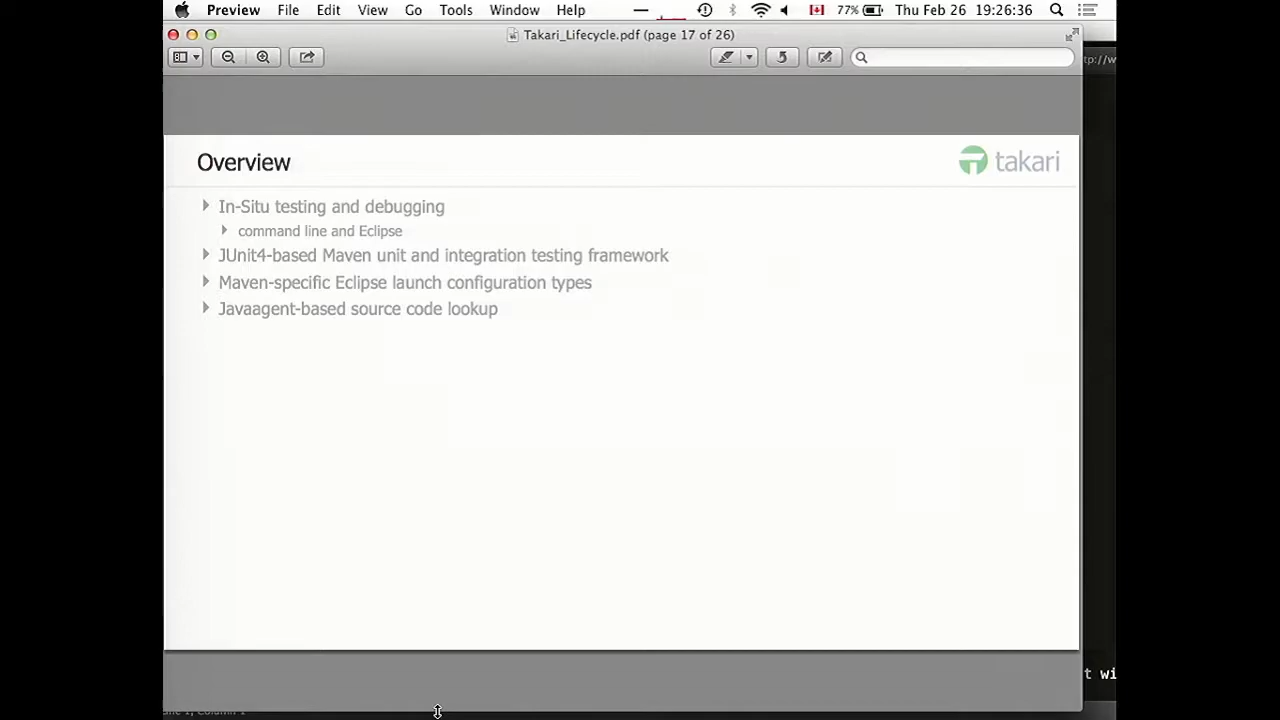 Preview File Edit View Go Tools Window Help 77% Thu Feb 26 19:26:36
Takari_Lifecycle.pdf (page 17 of 26)
tp://w
Overview
takari
In-Situ testing and debugging
command line and Eclipse
JUnit4-based Maven unit and integration testing framework
Maven-specific Eclipse launch configuration types
Javaagent-based source code lookup
t wi